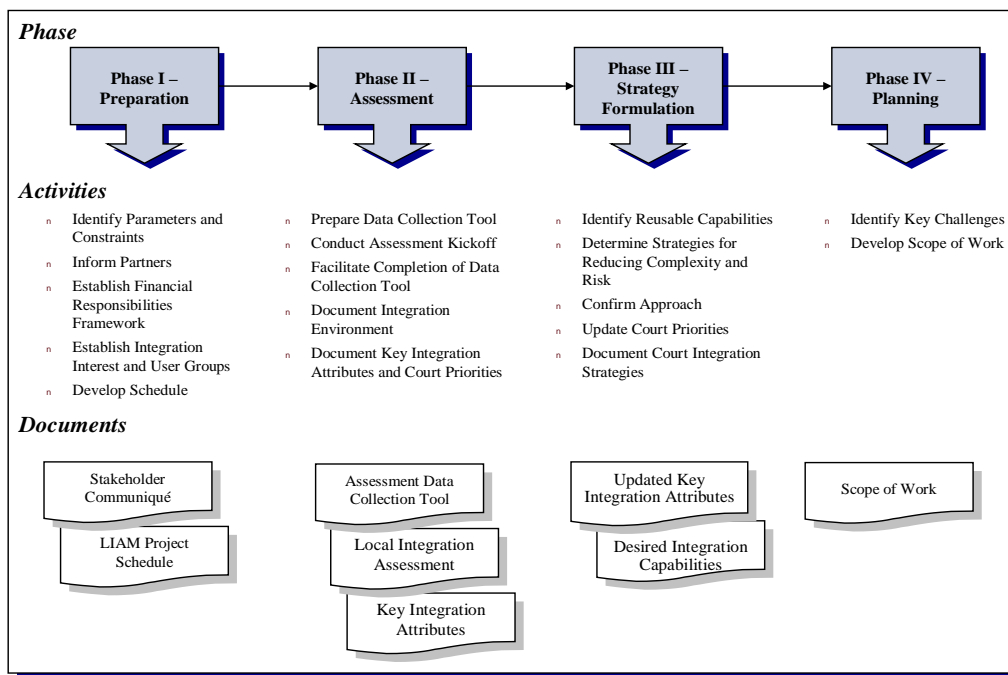 Phase
Phase I –
Preparation
Phase II –
Assessment
Phase III –
Strategy
Formulation
Phase IV –
Planning
Activities
n Identify Parameters and
Constraints
n Inform Partners
n Establish Financial
Responsibilities
Framework
n Establish Integration
Interest and User Groups
n Develop Schedule
n Prepare Data Collection Tool
n Conduct Assessment Kickoff
n Facilitate Completion of Data
Collection Tool
n Document Integration
Environment
n Document Key Integration
Attributes and Court Priorities
n Identify Reusable Capabilities
n Determine Strategies for
Reducing Complexity and
Risk
n Confirm Approach
n Update Court Priorities
n Document Court Integration
Strategies
n Identify Key Challenges
n Develop Scope of Work
Documents
Stakeholder
Communiqué
LIAM Project
Schedule
Assessment Data
Collection Tool
Local Integration
Assessment
Key Integration
Attributes
Updated Key
Integration Attributes
Desired Integration
Capabilities
Scope of Work